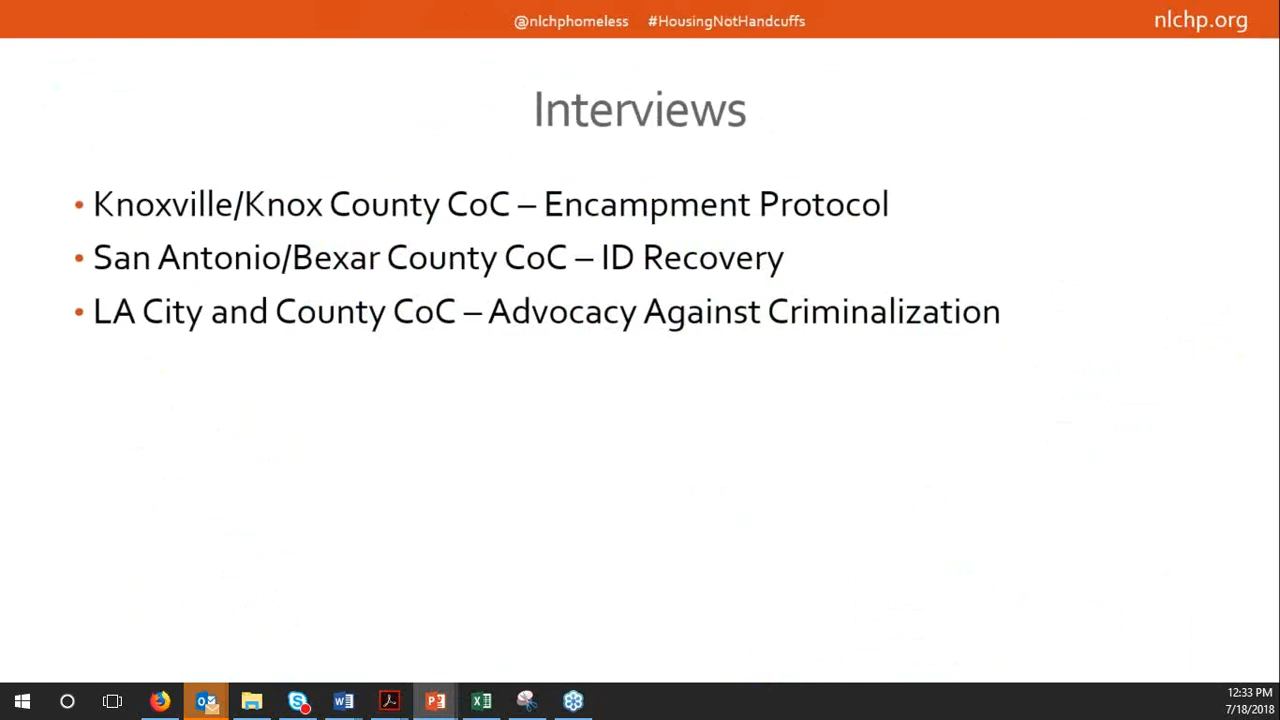 @nlchphomeless #HousingNotHandcuffs nlchp.org
Interviews
• Knoxville/Knox County CoC – Encampment Protocol
• San Antonio/Bexar County CoC – ID Recovery
• LA City and County CoC – Advocacy Against Criminalization
12:33 PM
7/18/2018